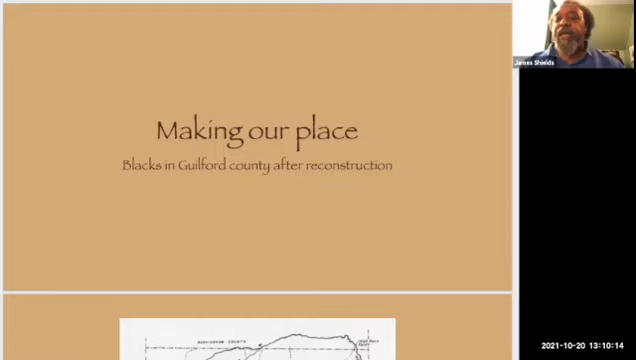 Making our place
Blacks in Guilford county after reconstruction
James Shields
2021-10-20 13:10:14